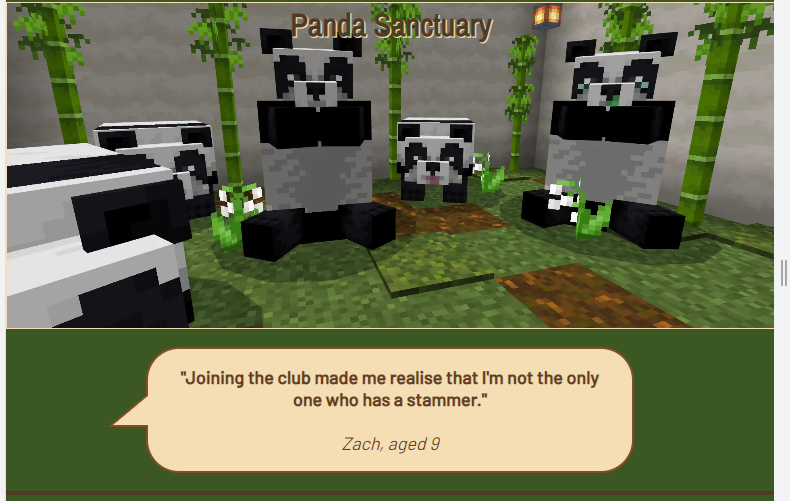 Panda Sanctuary
"Joining the club made me realise that I'm not the only
one who has a stammer."
Zach, aged 9